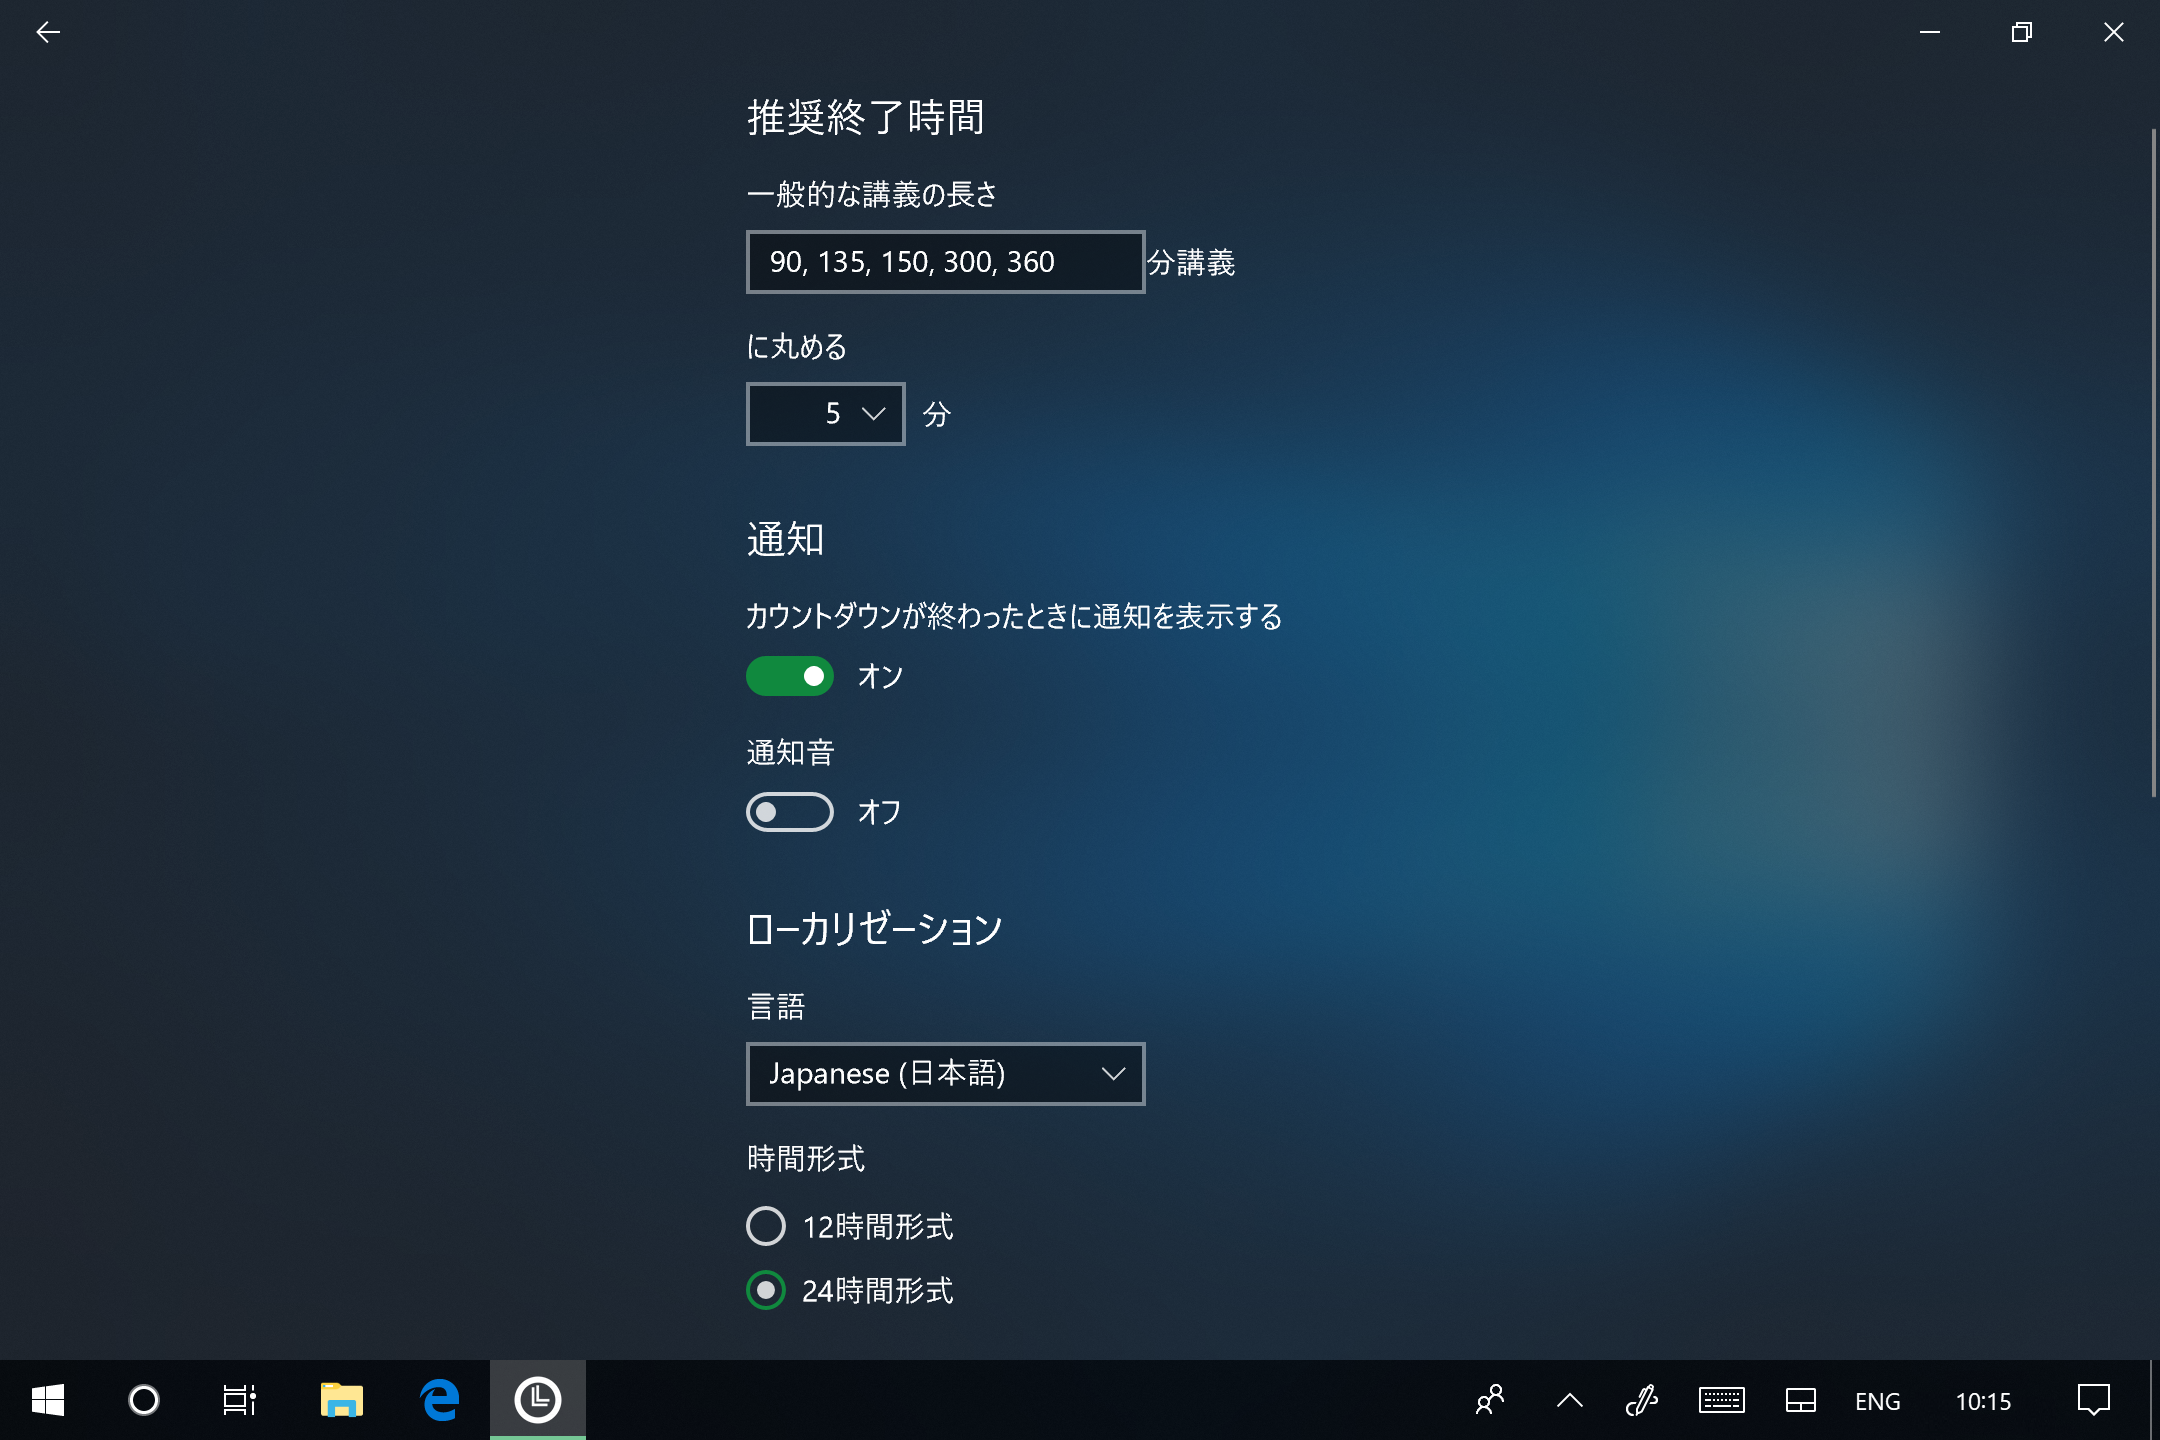 推奨終了時間
一般的な講義の長さ
90, 135, 150, 300, 360 分講義
に丸める
5 分
通知
カウントダウンが終わったときに通知を表示する
オン
通知音
オフ
ローカリゼーション
言語
Japanese (日本語)
時間形式
12時間形式
24時間形式
ENG 10:15